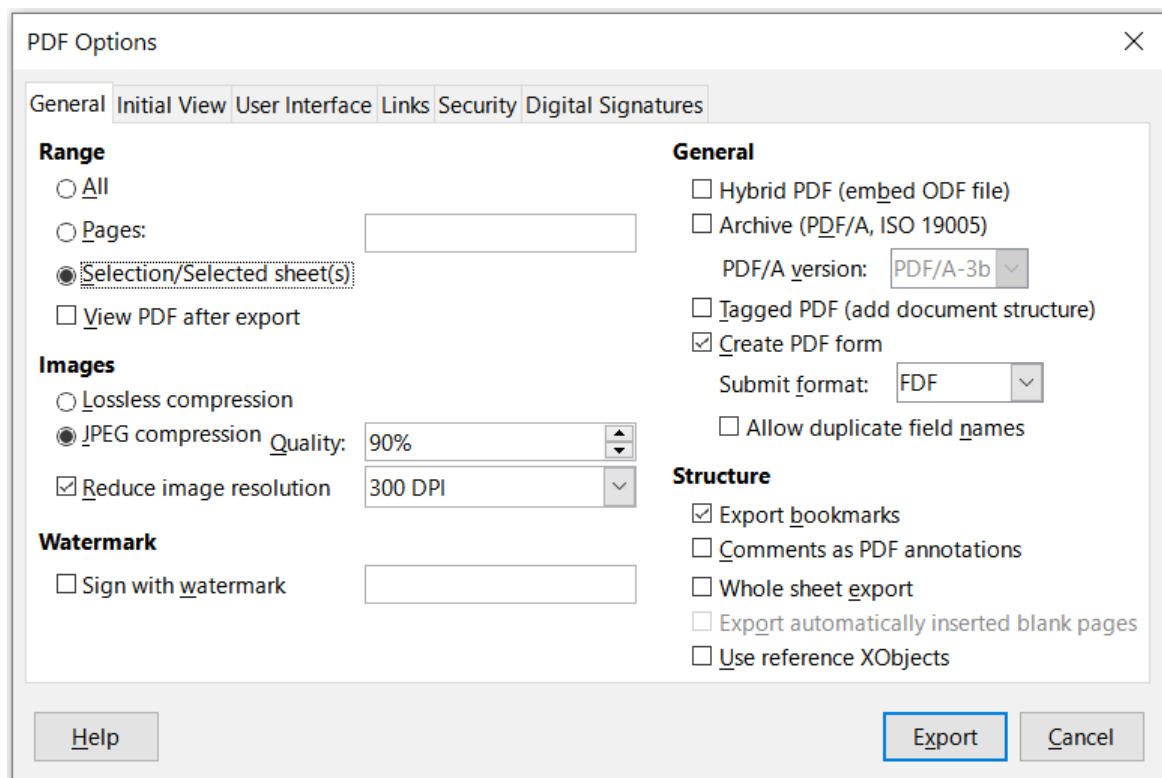 PDF Options
General Initial View User Interface Links Security Digital Signatures
Range
All
Pages:
Selection/Selected sheet(s)
View PDF after export
Images
Lossless compression
JPEG compression Quality: 90%
Reduce image resolution 300 DPI
Watermark
Sign with watermark
General
Hybrid PDF (embed ODF file)
Archive (PDF/A, ISO 19005)
PDF/A version: PDF/A-3b
Tagged PDF (add document structure)
Create PDF form
Submit format: FDF
Allow duplicate field names
Structure
Export bookmarks
Comments as PDF annotations
Whole sheet export
Export automatically inserted blank pages
Use reference XObjects
Help Export Cancel